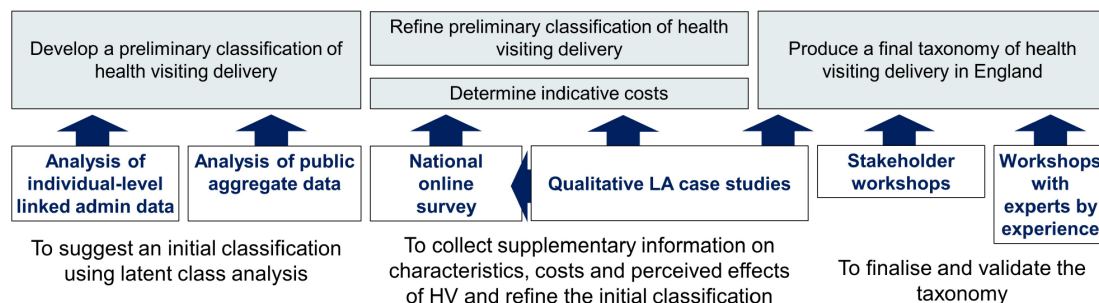 Develop a preliminary classification of
health visiting delivery
Refine preliminary classification of health
visiting delivery
Determine indicative costs
Produce a final taxonomy of health
visiting delivery in England
Analysis of
individual-level
linked admin data
Analysis of public
aggregate data
National
online
survey
Qualitative LA case studies
Stakeholder
workshops
Workshops
with
experts by
experience
To suggest an initial classification
using latent class analysis
To collect supplementary information on
characteristics, costs and perceived effects
of HV and refine the initial classification
To finalise and validate the
taxonomy